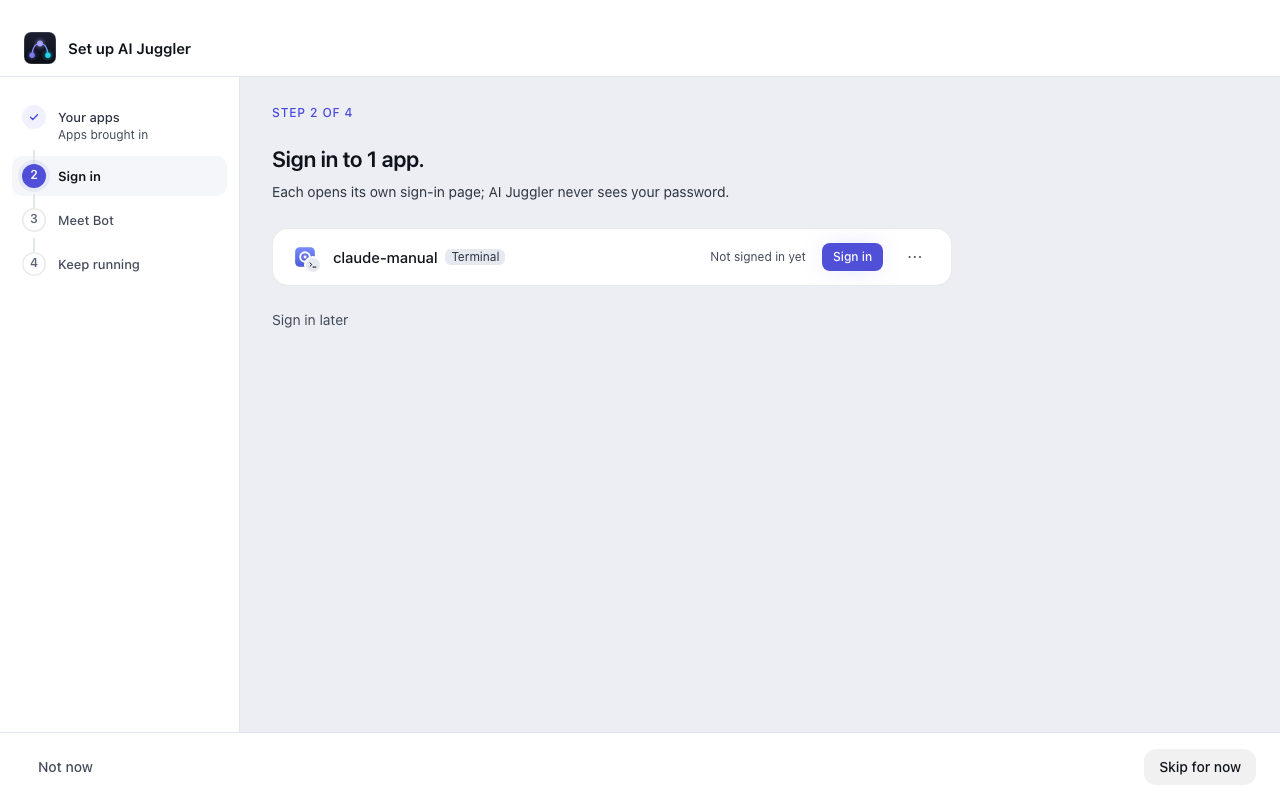 Set up AI Juggler
Your apps
Apps brought in
2
Sign in
3
Meet Bot
4
Keep running
STEP 2 OF 4
Sign in to 1 app.
Each opens its own sign-in page; AI Juggler never sees your password.
claude-manual Terminal Not signed in yet Sign in ···
Sign in later
Not now
Skip for now